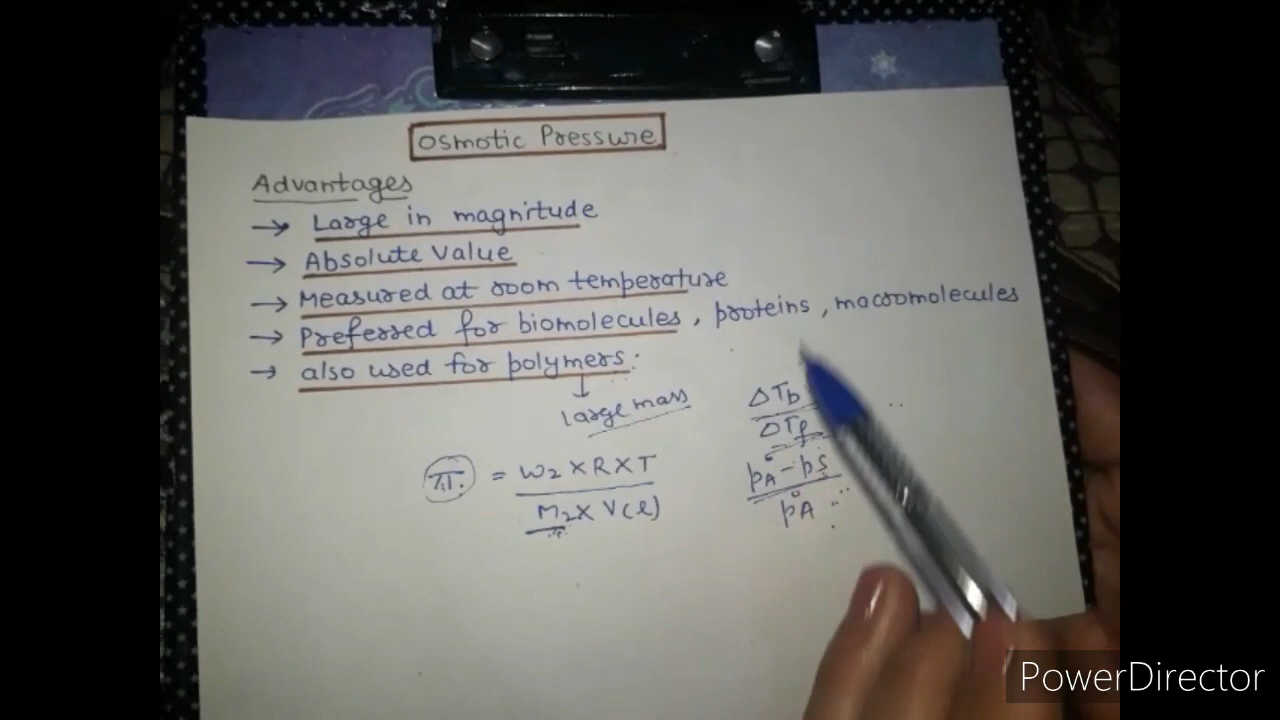 Osmotic Pressure
Advantages
→ Large in magnitude
→ Absolute Value
→ Measured at room temperature
→ Preferred for biomolecules, proteins, macromolecules
→ also used for polymers.
↓
large mass
π = W2 X R X T
M2 X V(l)
ΔTb
ΔTf
p°A - ps
p°A
PowerDirector